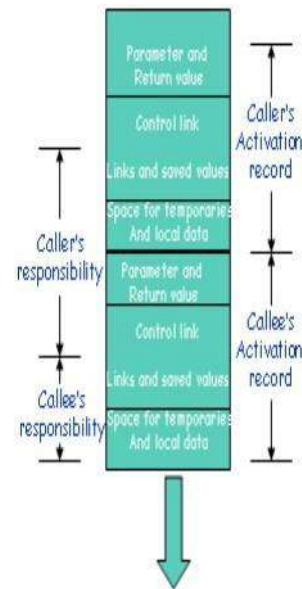 Parameter and
Return value
Control link
Links and saved values
Space for temporaries
And local data
Parameter and
Return value
Control link
Links and saved values
Space for temporaries
And local data
Caller's
responsibility
Callee's
responsibility
Caller's
Activation
record
Callee's
Activation
record